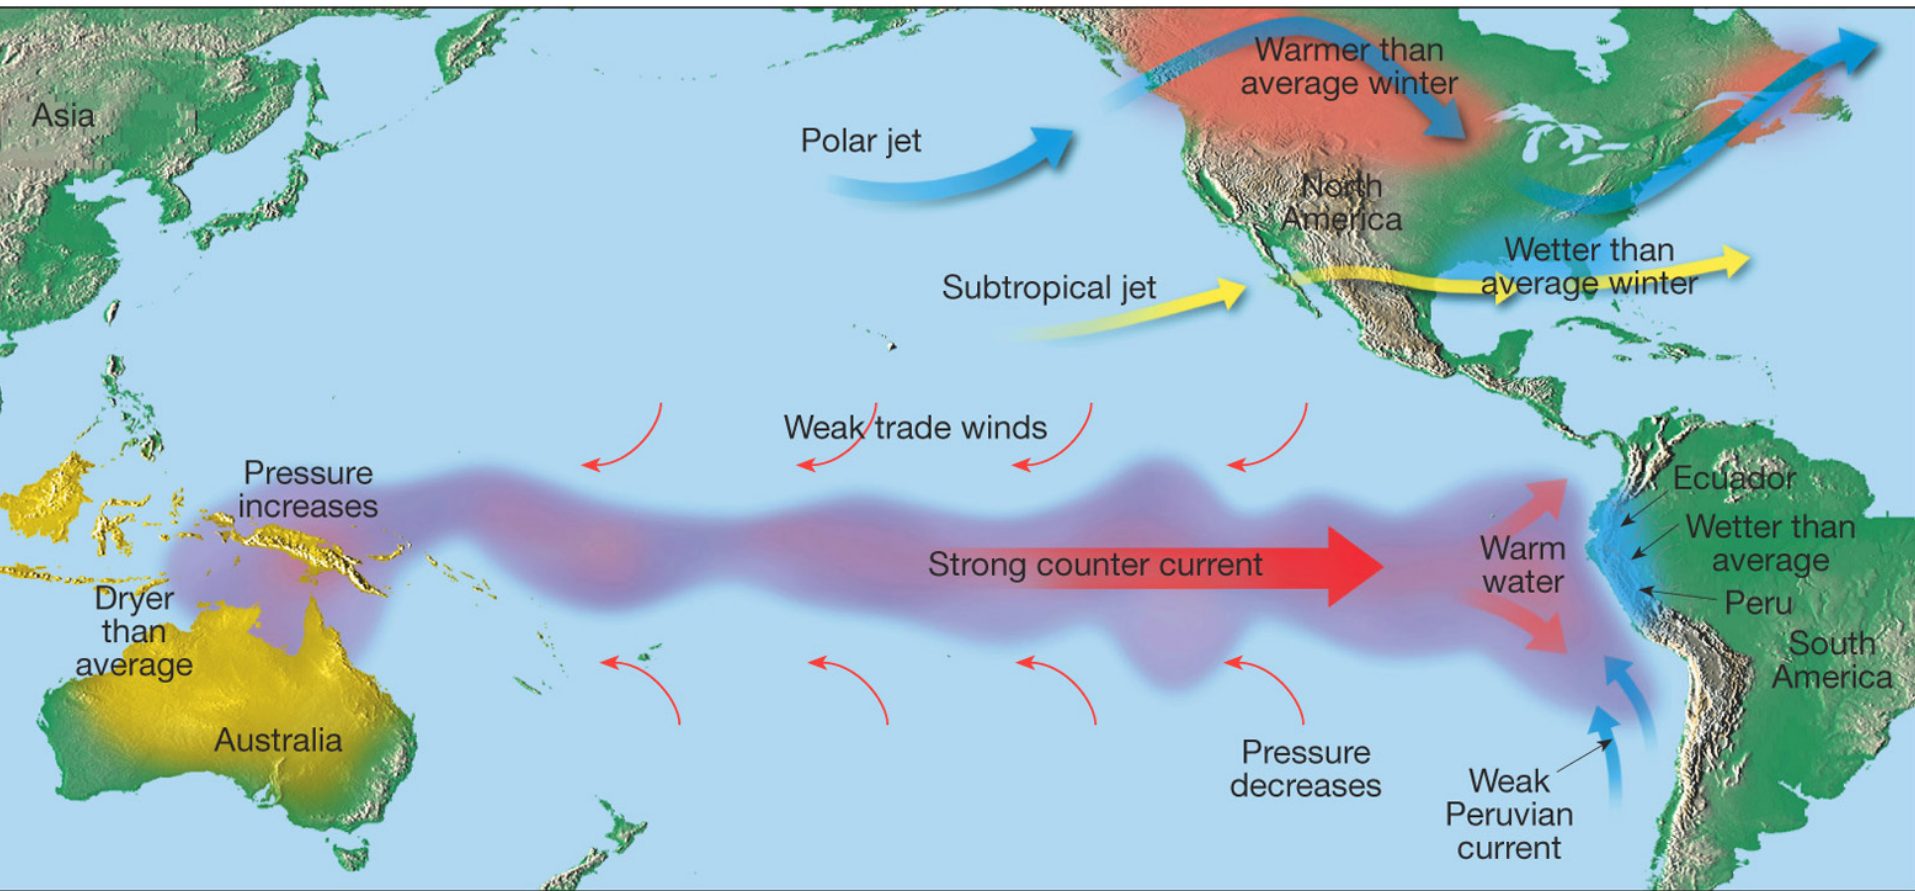 Warmer than
average winter
Asia
Polar jet
North
America
Wetter than
average winter
Subtropical jet
Weak trade winds
Pressure
increases
Ecuador
Wetter than
average
Strong counter current
Warm
water
Peru
Dryer
than
average
South
America
Australia
Pressure
decreases
Weak
Peruvian
current